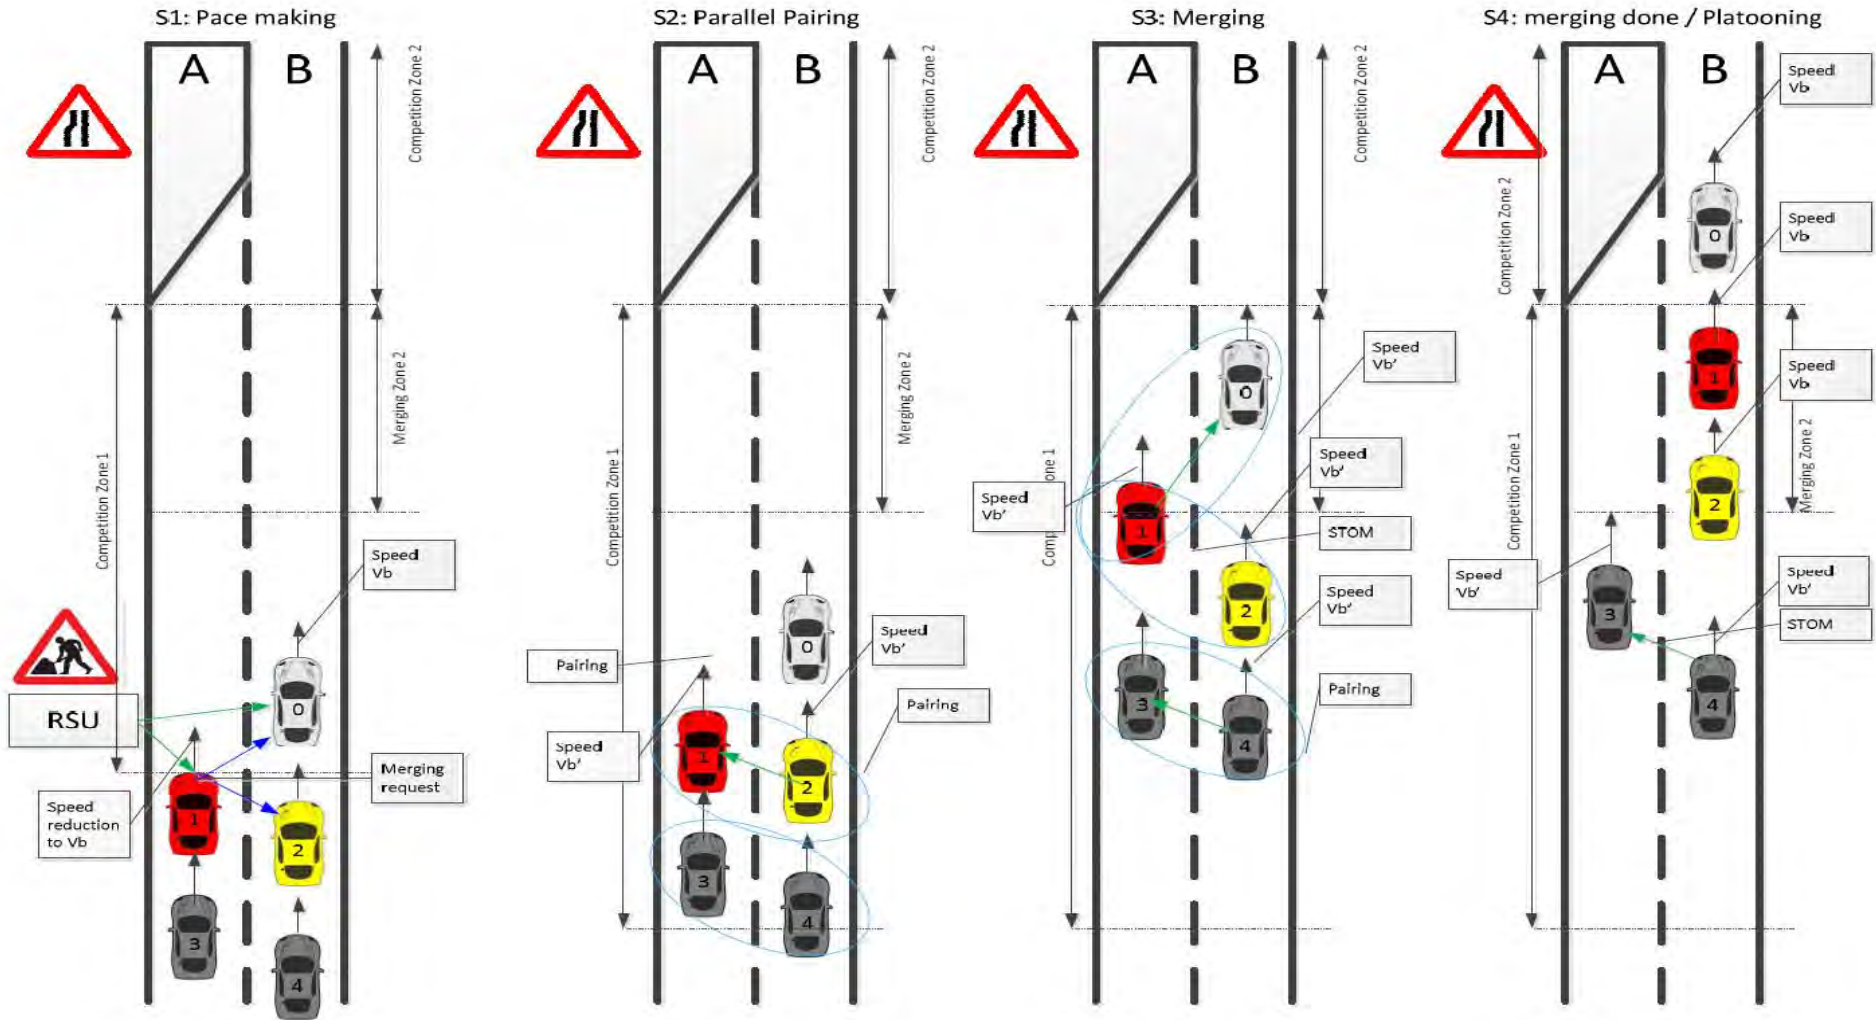 S1: Pace making
A
B
Competition Zone 2
Merging Zone 2
Competition Zone 1
Speed
Vb
RSU
0
Merging
request
1
Speed
reduction
to Vb
2
3
4
S2: Parallel Pairing
A
B
Competition Zone 2
Merging Zone 2
Competition Zone 1
0
Speed
Vb'
Pairing
Pairing
Speed
Vb'
1
2
3
4
S3: Merging
A
B
Competition Zone 2
Speed
Vb'
0
Speed
Vb'
Speed
Vb'
1
STOM
2
Speed
Vb'
3
Pairing
4
S4: merging done / Platooning
A
B
Speed
Vb
Competition Zone 2
Speed
Vb
0
1
Speed
Vb
Competition Zone 1
Merging Zone 2
2
Speed
Vb'
3
Speed
Vb'
STOM
4